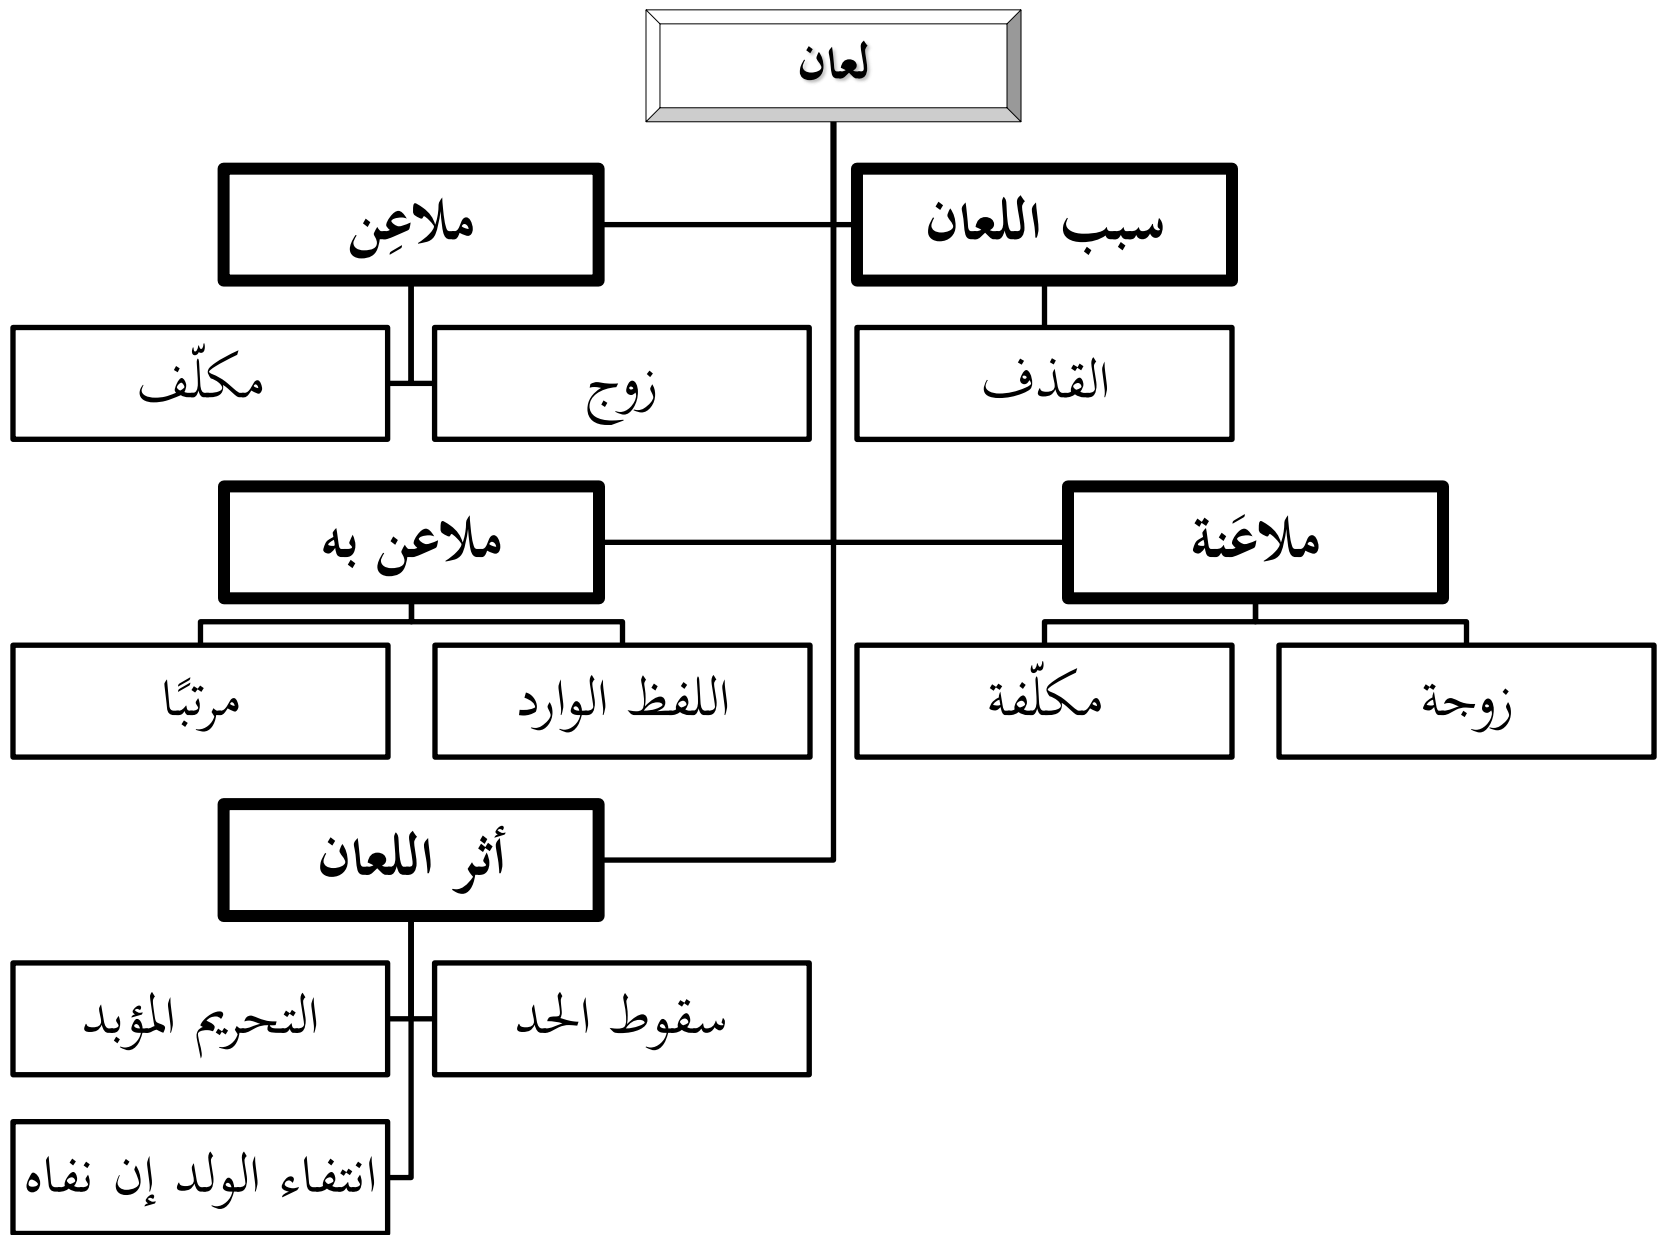 لعان
سبب اللعان
ملاعِن
القذف
زوج
مكلّف
ملاعَنة
ملاعن به
زوجة
مكلّفة
اللفظ الوارد
مرتبًا
أثر اللعان
سقوط الحد
التحريم المؤبد
انتفاء الولد إن نفاه